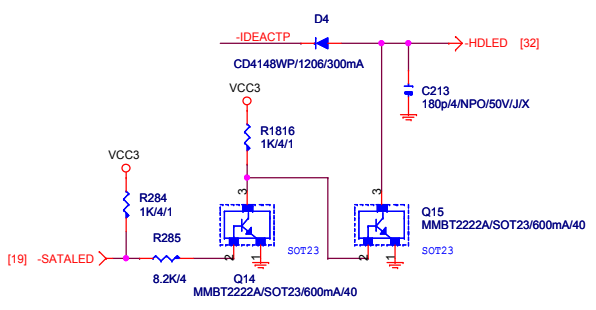 D4
-IDEACTP
-HDLED [32]
CD4148WP/1206/300mA
VCC3
C213
180p/4/NPO/50V/J/X
R1816
1K/4/1
VCC3
3
3
R284
1K/4/1
Q15
MMBT2222A/SOT23/600mA/40
R285
SOT23
SOT23
[19] -SATALED
2
1
2
1
8.2K/4
Q14
MMBT2222A/SOT23/600mA/40